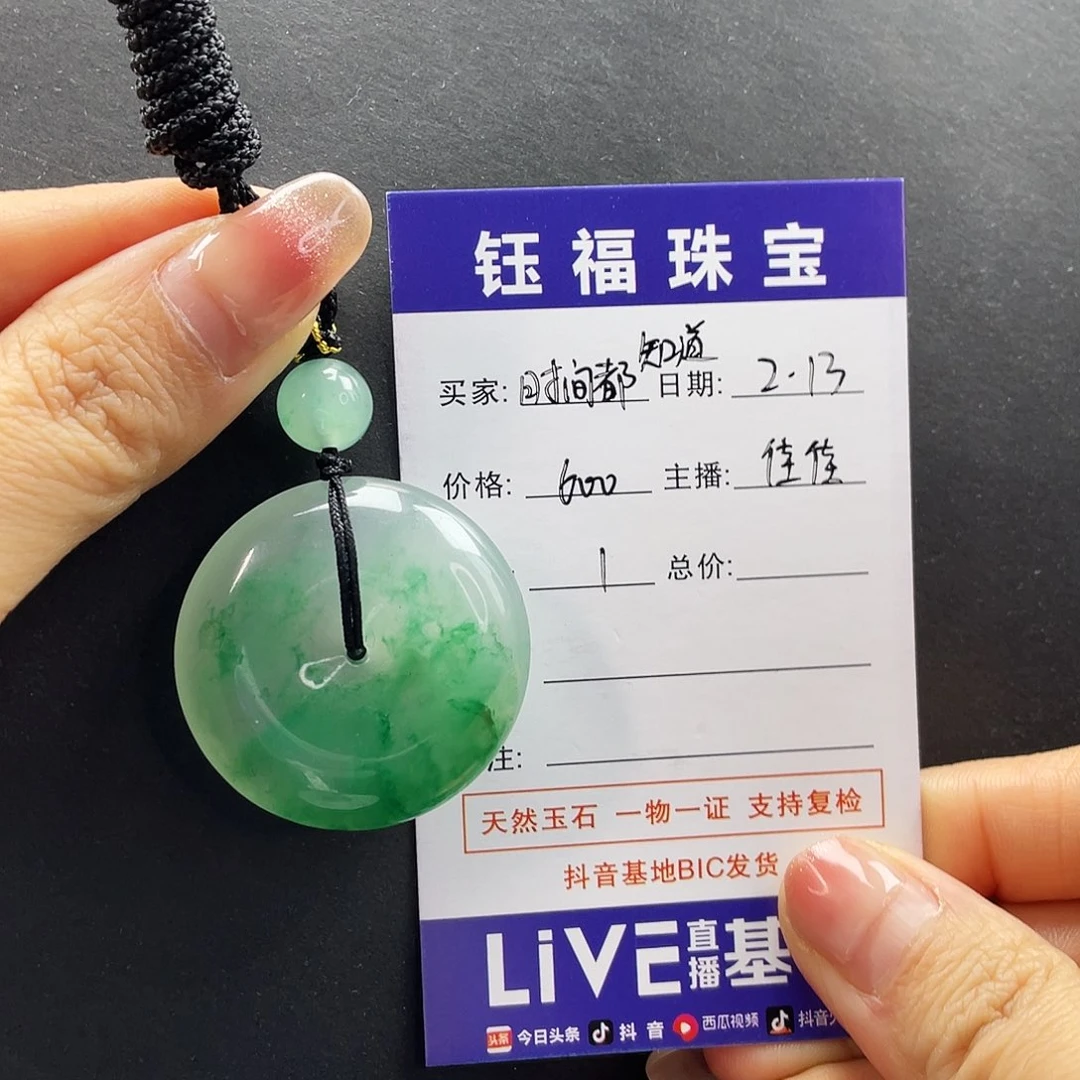 钰福珠宝
知道
买家: 时间都 日期: 2.13
价格: 600 主播: 佳佳
1 总价:
注:
天然玉石 一物一证 支持复检
抖音基地BIC发货
LiVE直播基
头条 今日头条 抖音 西瓜视频 抖音火